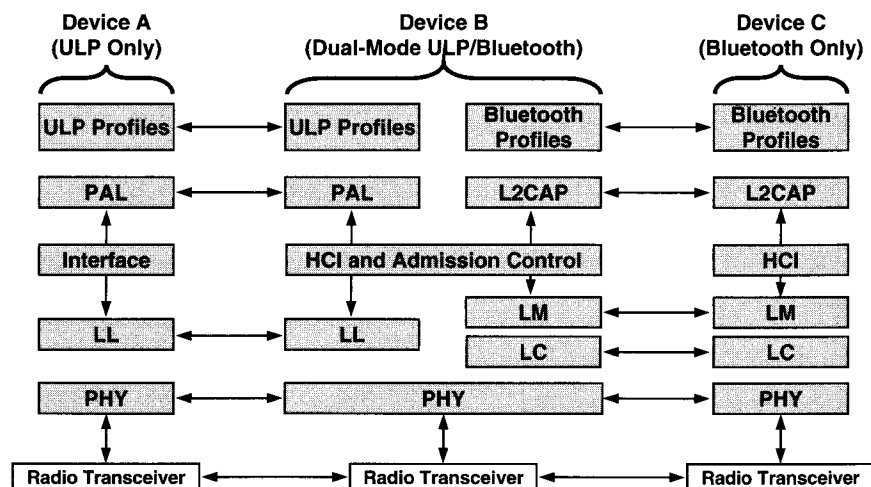 Device A
(ULP Only)
Device B
(Dual-Mode ULP/Bluetooth)
Device C
(Bluetooth Only)
ULP Profiles
ULP Profiles
Bluetooth
Profiles
Bluetooth
Profiles
PAL
PAL
L2CAP
L2CAP
Interface
HCI and Admission Control
HCI
LM
LM
LL
LL
LC
LC
PHY
PHY
PHY
Radio Transceiver
Radio Transceiver
Radio Transceiver